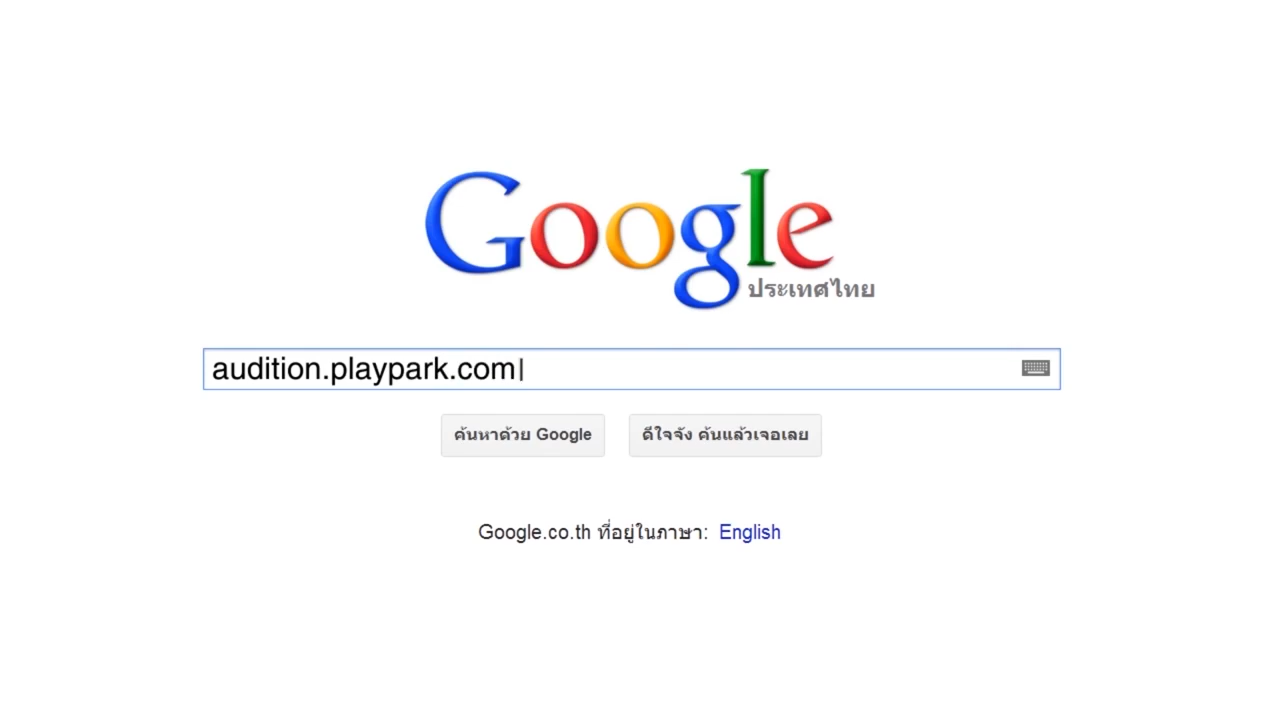 Google
ประเทศไทย
audition.playpark.com
ค้นหาด้วย Google
ดีใจจัง ค้นแล้วเจอเลย
Google.co.th ที่อยู่ในภาษา: English